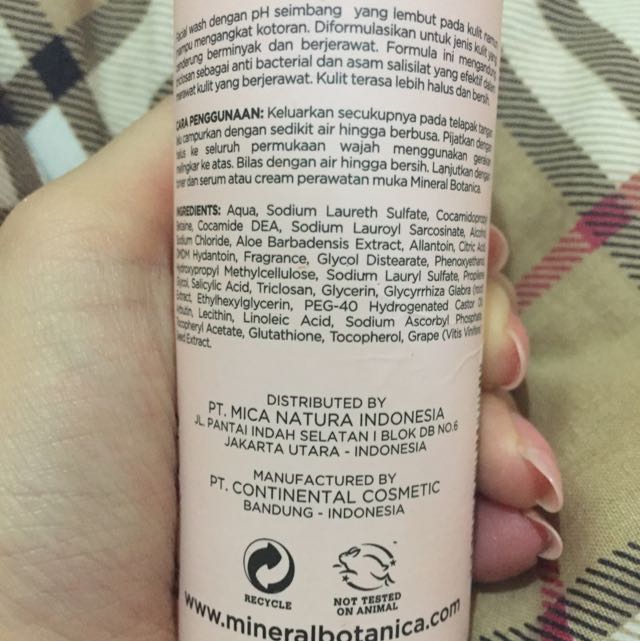 Facial wash dengan pH seimbang yang lembut pada kulit namun
mampu mengangkat kotoran. Diformulasikan untuk jenis kulit yang
cenderung berminyak dan berjerawat. Formula ini mengandung
triclosan sebagai anti bacterial dan asam salisilat yang efektif dalam
merawat kulit yang berjerawat. Kulit terasa lebih halus dan bersih.
CARA PENGGUNAAN: Keluarkan secukupnya pada telapak tangan
lalu campurkan dengan sedikit air hingga berbusa. Pijatkan dengan
halus ke seluruh permukaan wajah menggunakan gerakan
melingkar ke atas. Bilas dengan air hingga bersih. Lanjutkan dengan
toner dan serum atau cream perawatan muka Mineral Botanica.
INGREDIENTS: Aqua, Sodium Laureth Sulfate, Cocamidopropyl
Betaine, Cocamide DEA, Sodium Lauroyl Sarcosinate, Alcohol,
Sodium Chloride, Aloe Barbadensis Extract, Allantoin, Citric Acid,
DMDM Hydantoin, Fragrance, Glycol Distearate, Phenoxyethanol,
Hydroxypropyl Methylcellulose, Sodium Lauryl Sulfate, Propylene
Glycol, Salicylic Acid, Triclosan, Glycerin, Glycyrrhiza Glabra (root)
Extract, Ethylhexylglycerin, PEG-40 Hydrogenated Castor Oil,
Arbutin, Lecithin, Linoleic Acid, Sodium Ascorbyl Phosphate,
Tocopheryl Acetate, Glutathione, Tocopherol, Grape (Vitis Vinifera)
Seed Extract.
DISTRIBUTED BY
PT. MICA NATURA INDONESIA
JL. PANTAI INDAH SELATAN I BLOK DB NO.6
JAKARTA UTARA - INDONESIA
MANUFACTURED BY
PT. CONTINENTAL COSMETIC
BANDUNG - INDONESIA
RECYCLE
NOT TESTED
ON ANIMAL
www.mineralbotanica.com